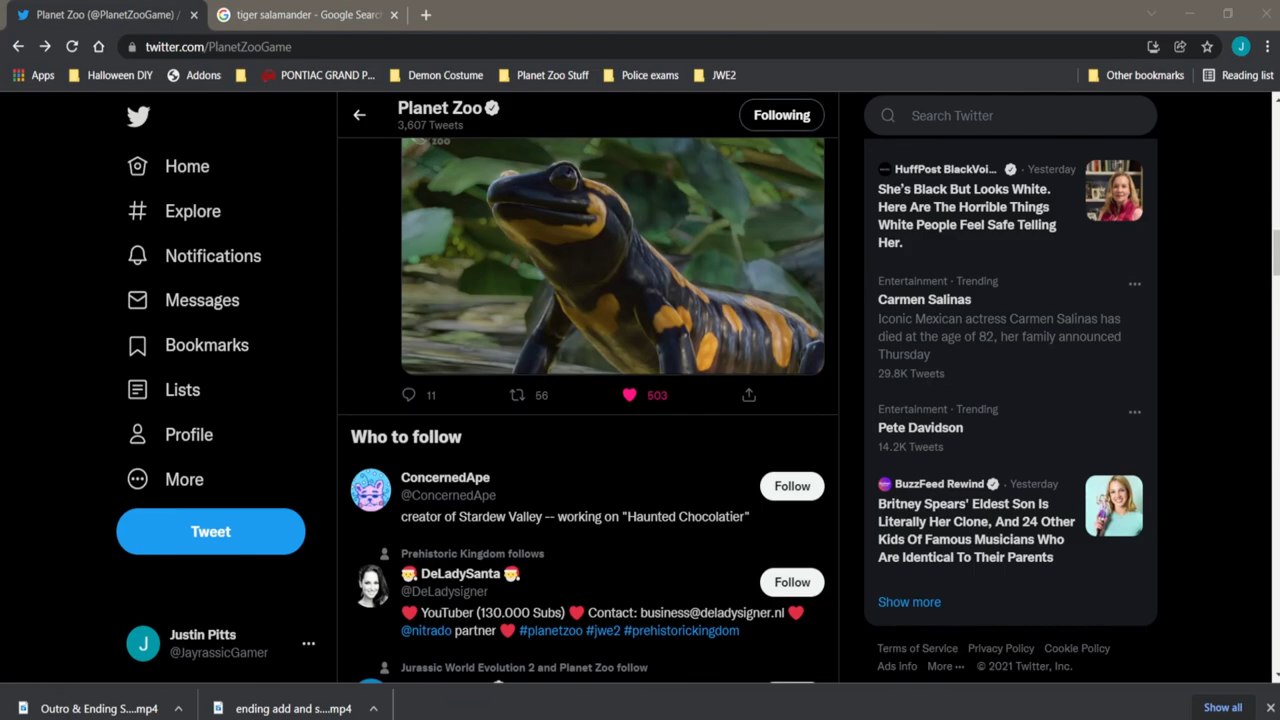 Planet Zoo (@PlanetZooGame) /
tiger salamander - Google Searc
twitter.com/PlanetZooGame
J
Apps
Halloween DIY
Addons
PONTIAC GRAND P...
Demon Costume
Planet Zoo Stuff
Police exams
JWE2
Other bookmarks
Reading list
Home
Explore
Notifications
Messages
Bookmarks
Lists
Profile
More
Tweet
J
Justin Pitts
@JayrassicGamer
Planet Zoo
3,607 Tweets
Following
ZOO
11
56
503
Who to follow
ConcernedApe
@ConcernedApe
creator of Stardew Valley -- working on "Haunted Chocolatier"
Follow
Prehistoric Kingdom follows
🎅 DeLadySanta 🎅
@DeLadysigner
Follow
❤️ YouTuber (130.000 Subs) ❤️ Contact: business@deladysigner.nl ❤️
@nitrado partner ❤️ #planetzoo #jwe2 #prehistorickingdom
Jurassic World Evolution 2 and Planet Zoo follow
Search Twitter
HuffPost BlackVoi... · Yesterday
She's Black But Looks White.
Here Are The Horrible Things
White People Feel Safe Telling
Her.
Entertainment · Trending
Carmen Salinas
Iconic Mexican actress Carmen Salinas has
died at the age of 82, her family announced
Thursday
29.8K Tweets
Entertainment · Trending
Pete Davidson
14.2K Tweets
BuzzFeed Rewind · Yesterday
Britney Spears' Eldest Son Is
Literally Her Clone, And 24 Other
Kids Of Famous Musicians Who
Are Identical To Their Parents
Show more
Terms of Service Privacy Policy Cookie Policy
Ads info More ... © 2021 Twitter, Inc.
Outro & Ending S....mp4
ending add and s....mp4
Show all